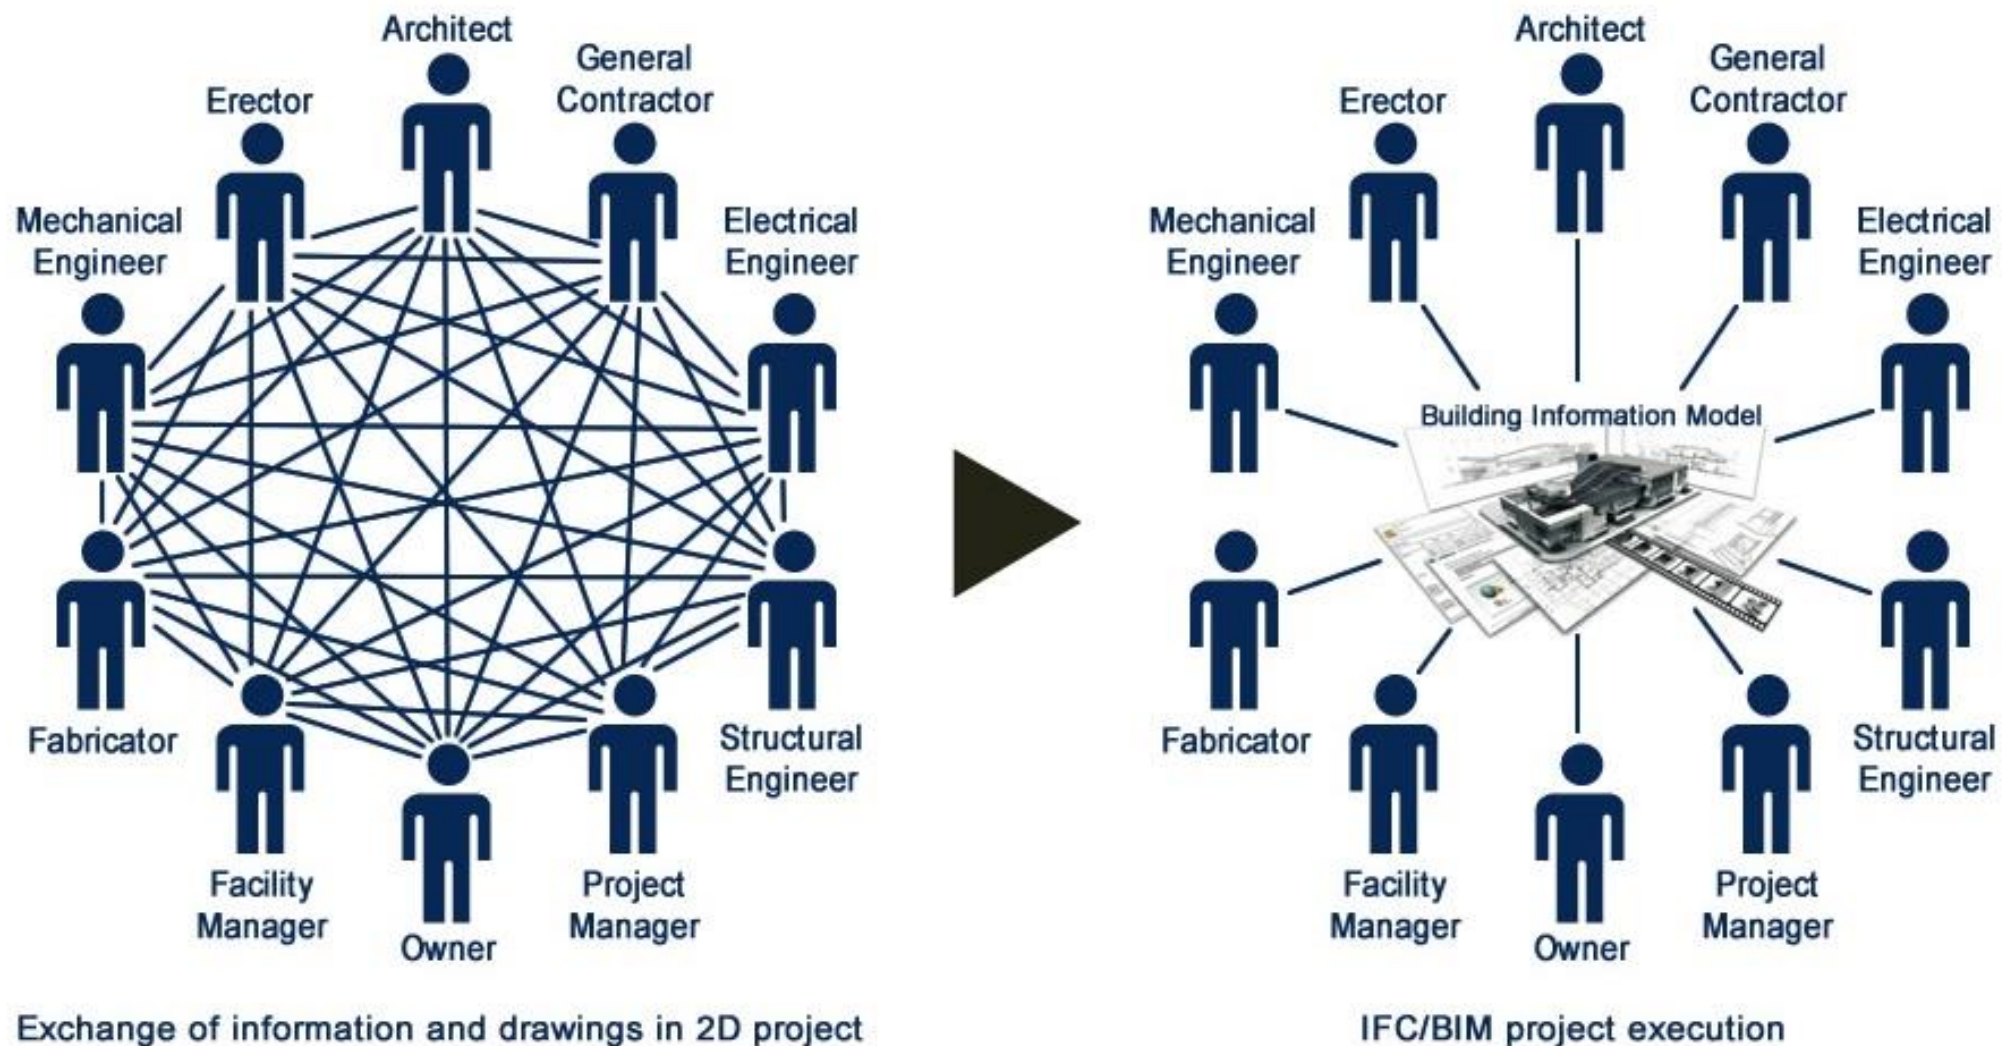 Architect
General
Contractor
Erector
Mechanical
Engineer
Electrical
Engineer
Fabricator
Structural
Engineer
Facility
Manager
Project
Manager
Owner
Exchange of information and drawings in 2D project
Architect
General
Contractor
Erector
Mechanical
Engineer
Electrical
Engineer
Building Information Model
Fabricator
Structural
Engineer
Facility
Manager
Project
Manager
Owner
IFC/BIM project execution